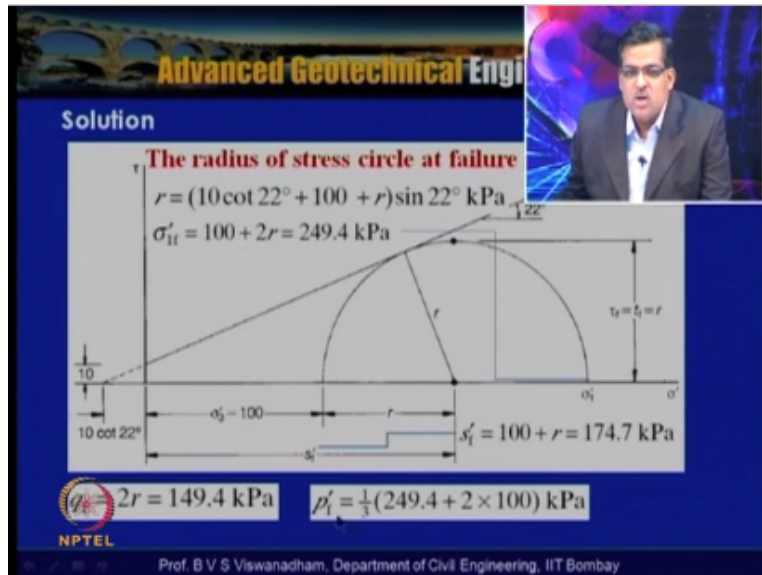 Advanced Geotechnical Engi
Solution
The radius of stress circle at failure
τ
r = (10 cot 22° + 100 + r) sin 22° kPa
22°
σ′1f = 100 + 2r = 249.4 kPa
r
τf = tf = r
10
σ′3 = 100
r
σ′1
σ′
10 cot 22°
s′f = 100 + r = 174.7 kPa
s′f
= 2r = 149.4 kPa
p′f = 1/3 (249.4 + 2 × 100) kPa
NPTEL
Prof. B V S Viswanadham, Department of Civil Engineering, IIT Bombay